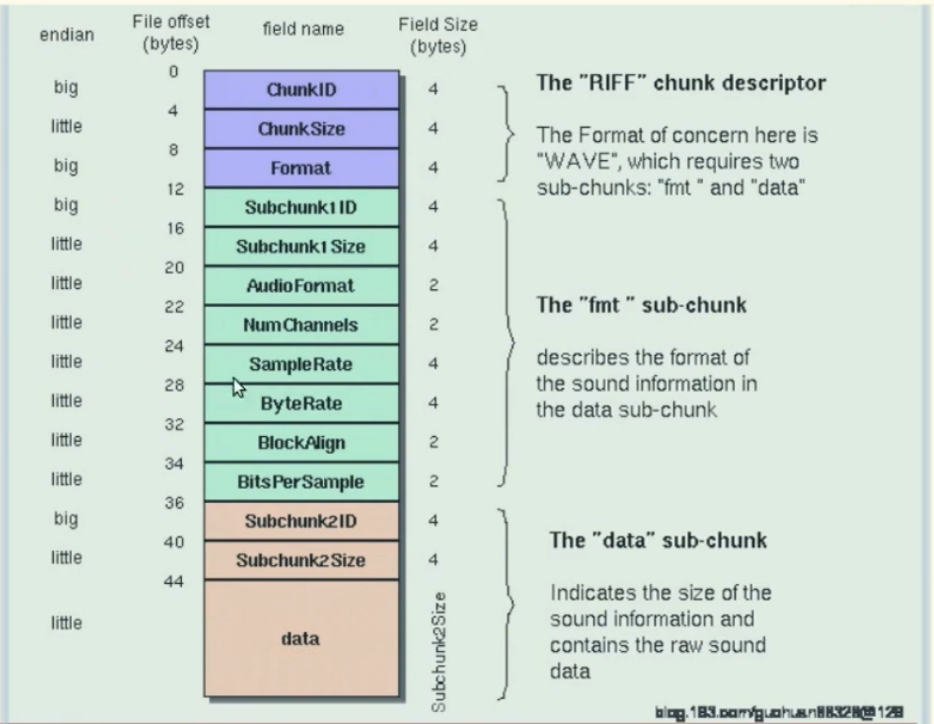 endian
File offset
(bytes)
field name
Field Size
(bytes)
0
big
ChunkID
4
4
little
ChunkSize
4
8
big
Format
4
12
big
Subchunk1ID
4
16
little
Subchunk1Size
4
20
little
AudioFormat
2
22
little
NumChannels
2
24
little
SampleRate
4
28
little
ByteRate
4
32
little
BlockAlign
2
34
little
BitsPerSample
2
36
big
Subchunk2ID
4
40
little
Subchunk2Size
4
44
little
data
Subchunk2Size
The "RIFF" chunk descriptor
The Format of concern here is
"WAVE", which requires two
sub-chunks: "fmt " and "data"
The "fmt " sub-chunk
describes the format of
the sound information in
the data sub-chunk
The "data" sub-chunk
Indicates the size of the
sound information and
contains the raw sound
data